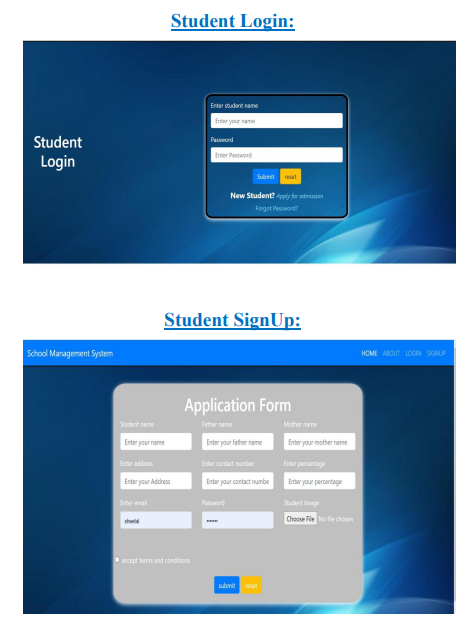 Student Login:
Enter student name
Enter your name
Password
Student
Login
Enter Password
Submit reset
New Student? Apply for admission
Forgot Password?
Student SignUp:
School Management System HOME ABOUT LOGIN SIGNUP
Application Form
Student name Father name Mother name
Enter your name Enter your father name Enter your mother name
Enter address Enter contact number Enter percentage
Enter your Address Enter your contact numbe Enter your percentage
Enter email Password Student Image
•••••• Choose File No file chosen
accept terms and conditions
submit reset